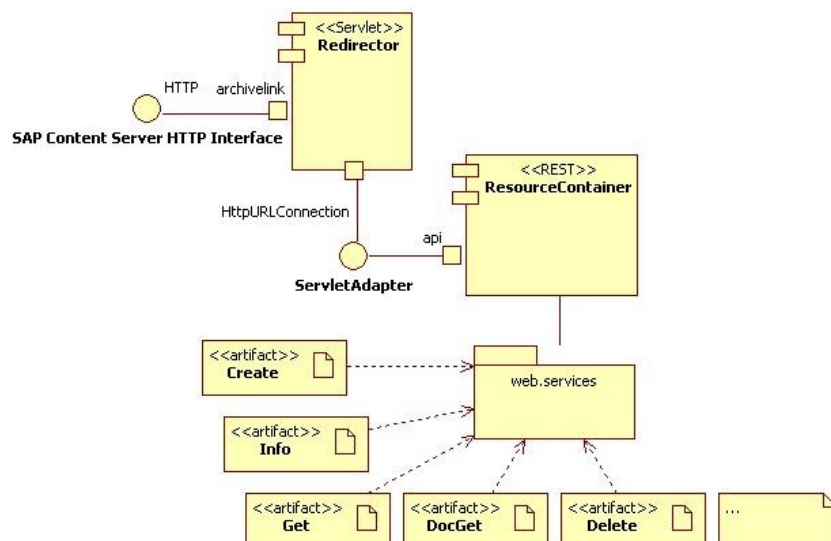 <<Servlet>>
Redirector
HTTP
archivelink
SAP Content Server HTTP Interface
<<REST>>
ResourceContainer
HttpURLConnection
api
ServletAdapter
<<artifact>>
Create
web.services
<<artifact>>
Info
<<artifact>>
Get
<<artifact>>
DocGet
<<artifact>>
Delete
...